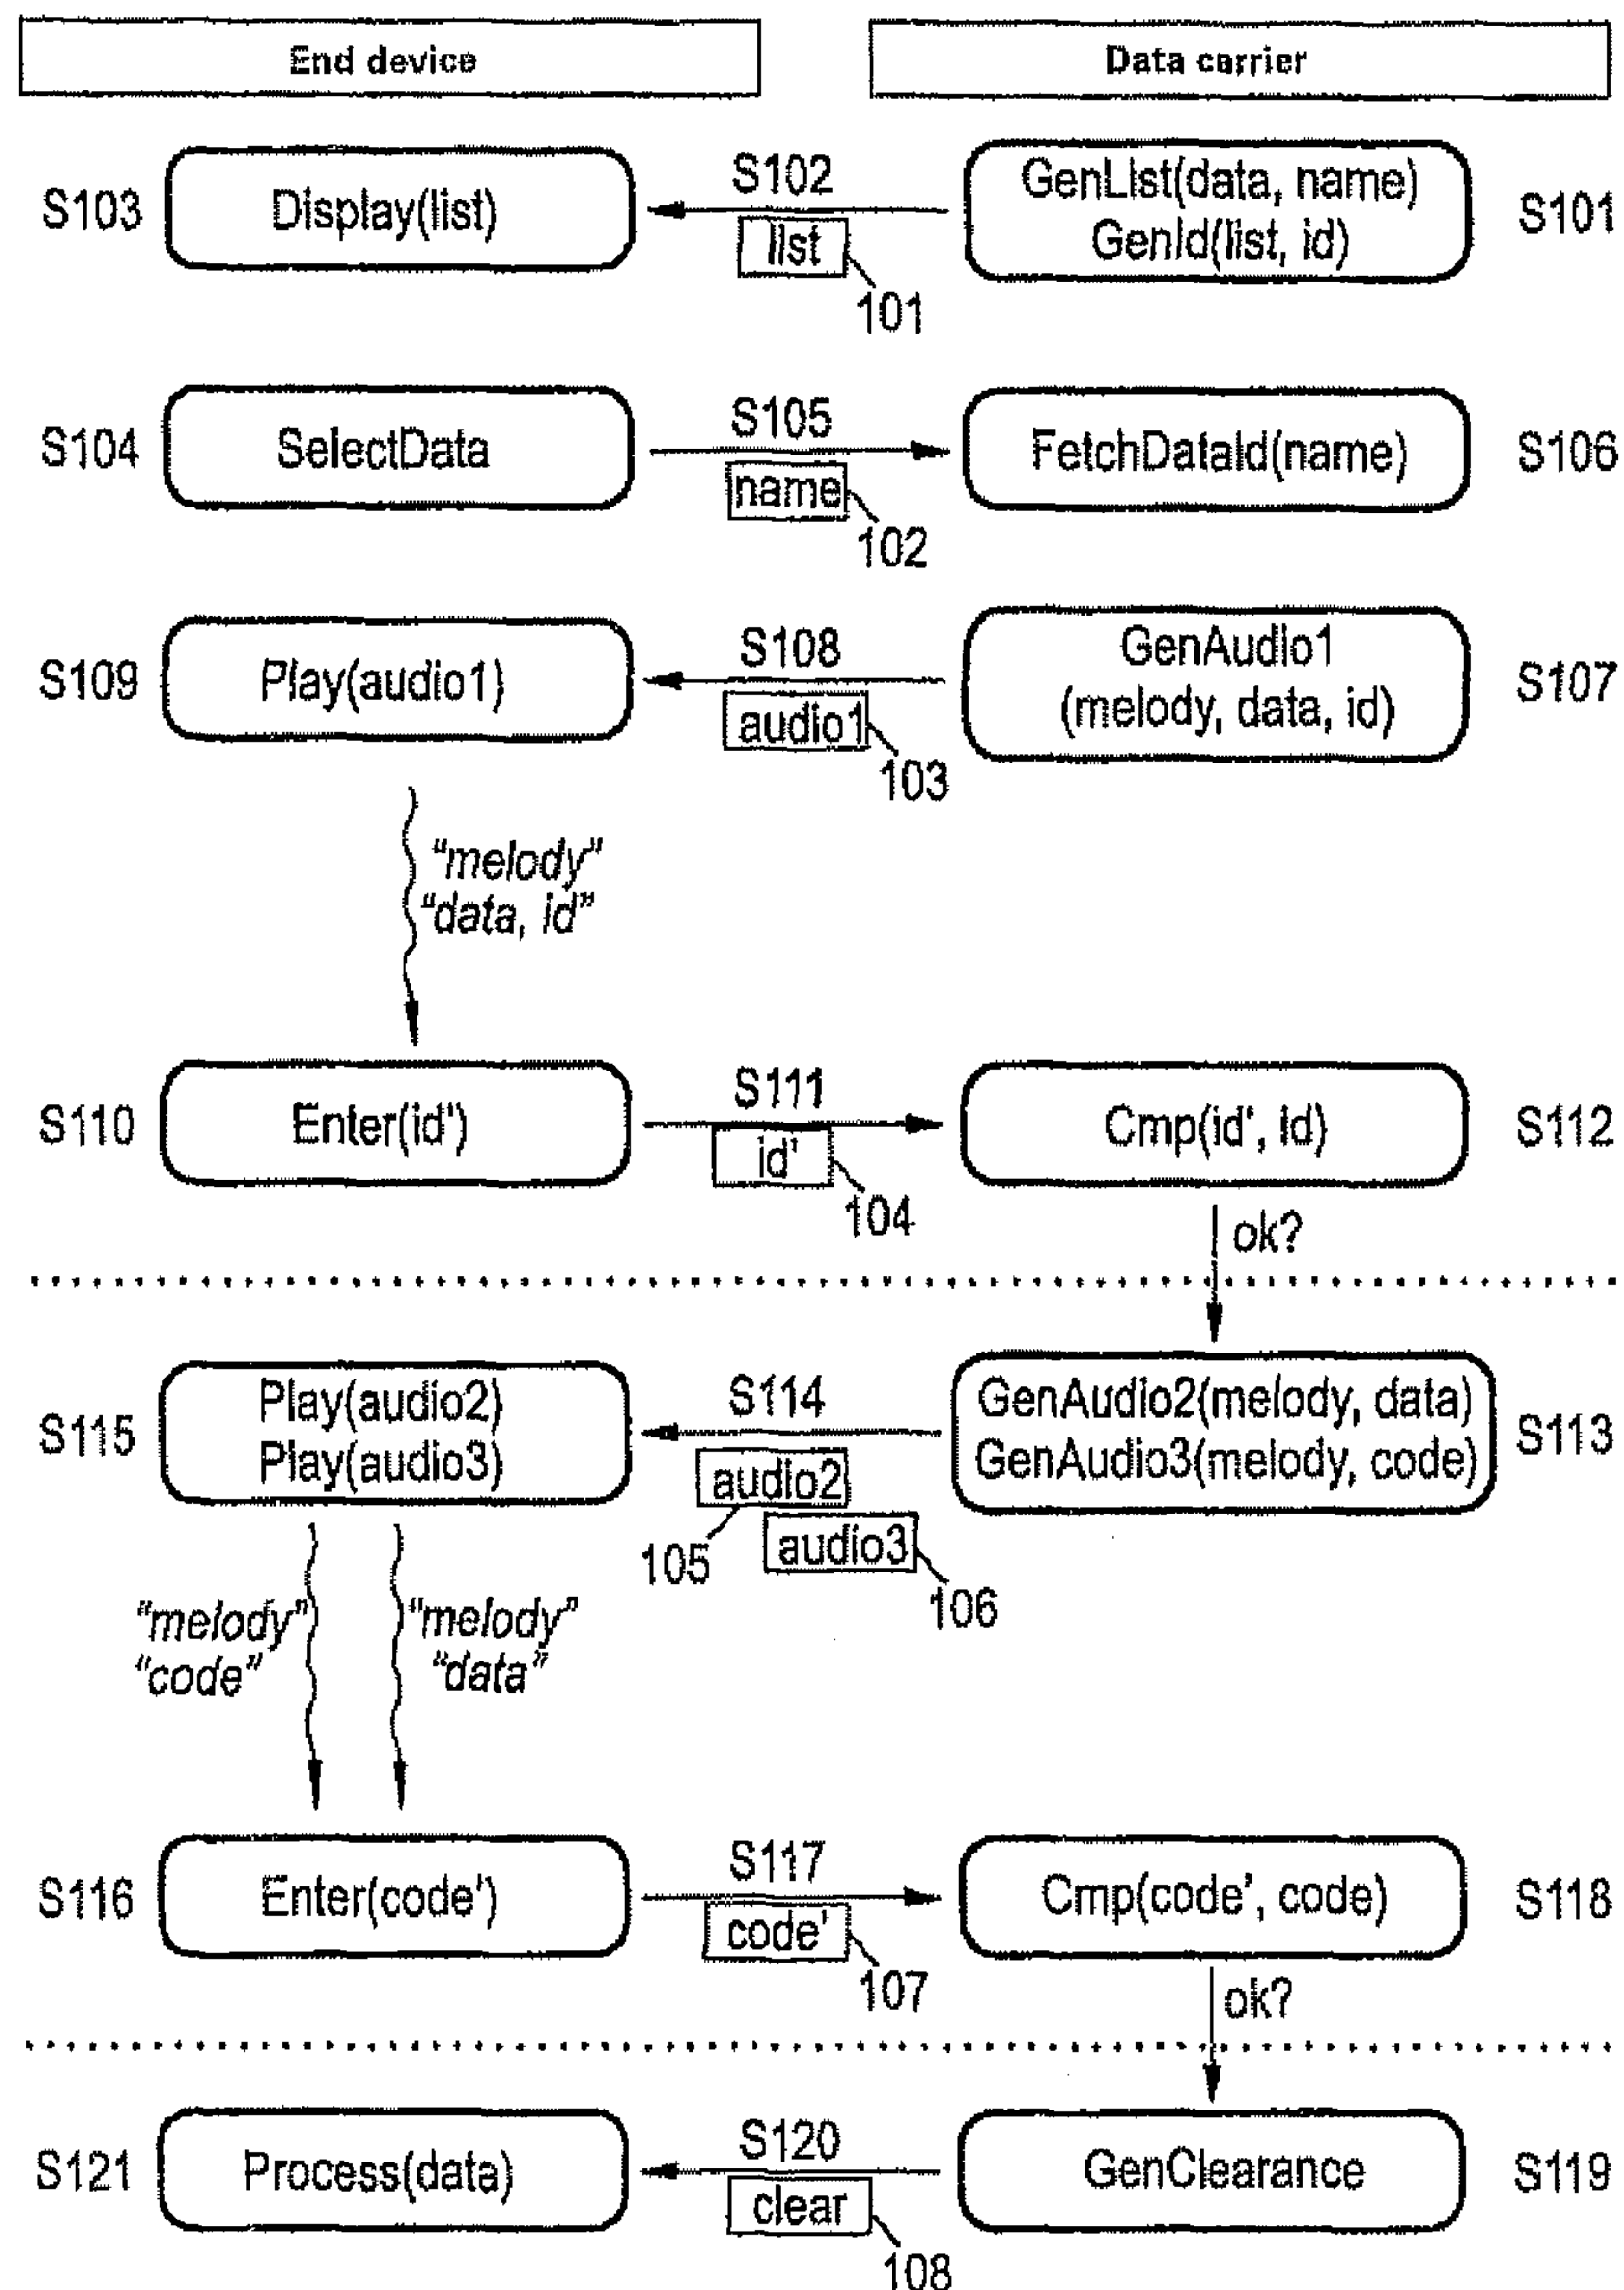 End device
Data carrier
S103
Display(list)
S102
list
101
GenList(data, name)
GenId(list, id)
S101
S104
SelectData
S105
name
102
FetchDataId(name)
S106
S109
Play(audio1)
S108
audio1
103
GenAudio1
(melody, data, id)
S107
"melody"
"data, id"
S110
Enter(id')
S111
id'
104
Cmp(id', id)
S112
ok?
S115
Play(audio2)
Play(audio3)
S114
audio2
105
audio3
106
GenAudio2(melody, data)
GenAudio3(melody, code)
S113
"melody"
"code"
"melody"
"data"
S116
Enter(code')
S117
code'
107
Cmp(code', code)
S118
ok?
S121
Process(data)
S120
clear
108
GenClearance
S119